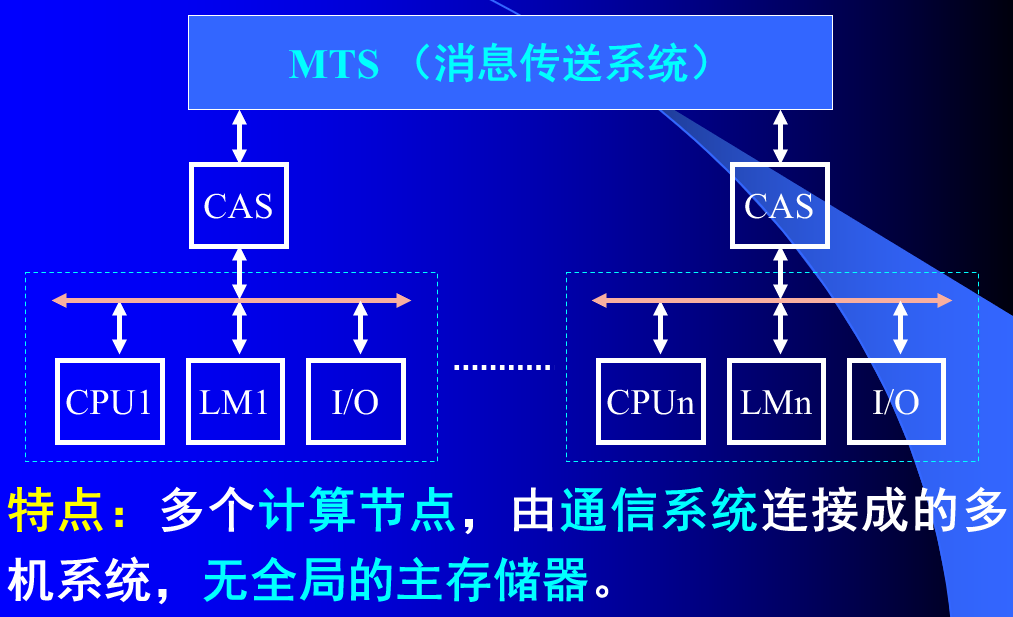 MTS （消息传送系统）
CAS CAS
CPU1 LM1 I/O ........... CPUn LMn I/O
特点：多个计算节点，由通信系统连接成的多
机系统，无全局的主存储器。